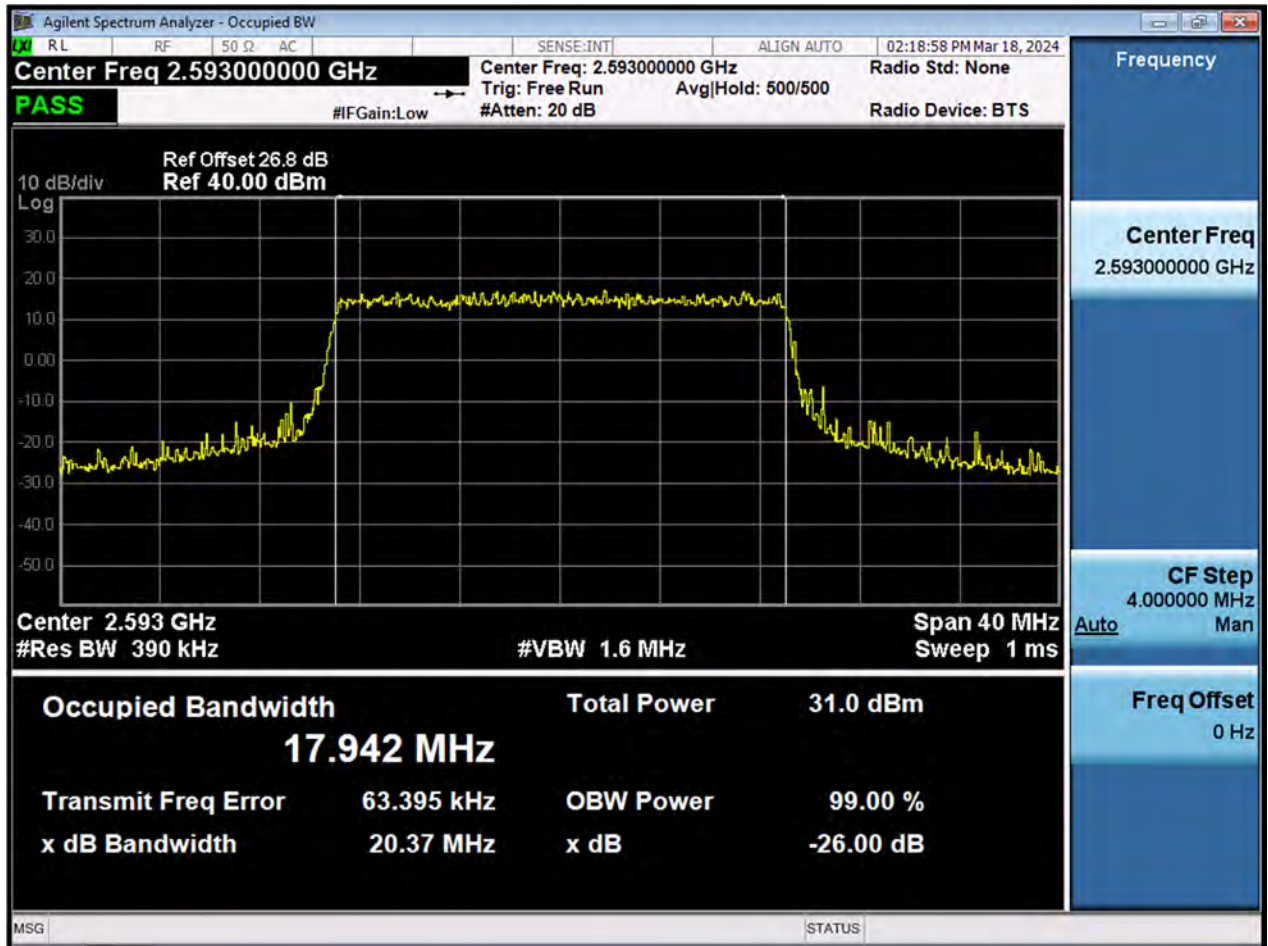 Agilent Spectrum Analyzer - Occupied BW
LXI RL RF 50 Ω AC SENSE:INT ALIGN AUTO 02:18:58 PM Mar 18, 2024
Center Freq 2.593000000 GHz
Center Freq: 2.593000000 GHz
Radio Std: None
PASS
Trig: Free Run
Avg|Hold: 500/500
#IFGain:Low
#Atten: 20 dB
Radio Device: BTS
Ref Offset 26.8 dB
10 dB/div
Ref 40.00 dBm
Log
30.0
20.0
10.0
0.00
-10.0
-20.0
-30.0
-40.0
-50.0
Center 2.593 GHz
Span 40 MHz
#Res BW 390 kHz
#VBW 1.6 MHz
Sweep 1 ms
Occupied Bandwidth
Total Power 31.0 dBm
17.942 MHz
Transmit Freq Error 63.395 kHz
OBW Power 99.00 %
x dB Bandwidth 20.37 MHz
x dB -26.00 dB
MSG
STATUS
Frequency
Center Freq
2.593000000 GHz
CF Step
4.000000 MHz
Auto Man
Freq Offset
0 Hz